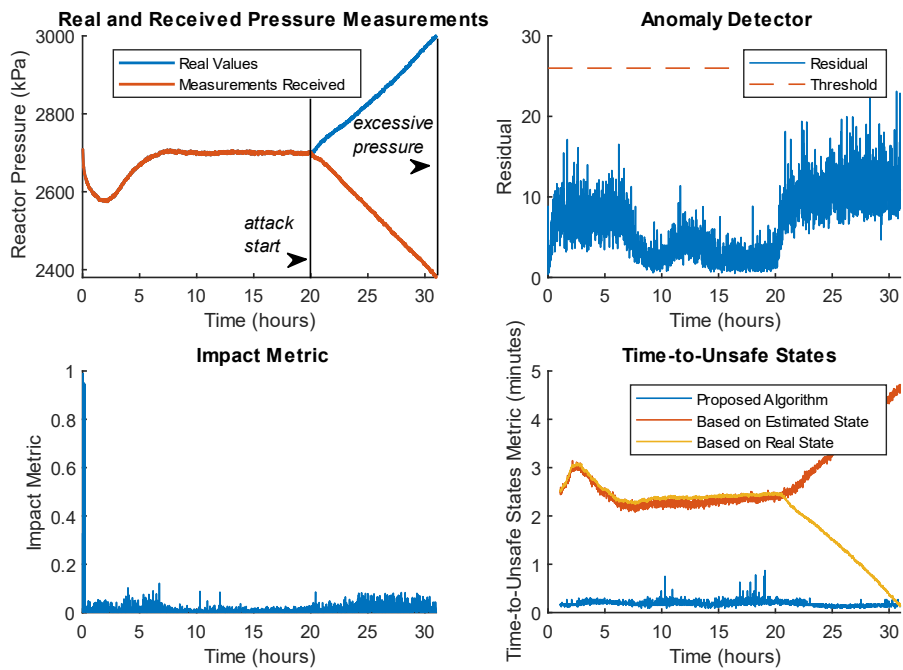 Real and Received Pressure Measurements
3000
2800
2600
2400
Reactor Pressure (kPa)
Real Values
Measurements Received
excessive
pressure
attack
start
0 5 10 15 20 25 30
Time (hours)
Anomaly Detector
30
20
10
0
Residual
Residual
Threshold
0 5 10 15 20 25 30
Time (hours)
Impact Metric
1
0.8
0.6
0.4
0.2
0
Impact Metric
0 5 10 15 20 25 30
Time (hours)
Time-to-Unsafe States
5
4
3
2
1
0
Time-to-Unsafe States Metric (minutes)
Proposed Algorithm
Based on Estimated State
Based on Real State
0 5 10 15 20 25 30
Time (hours)